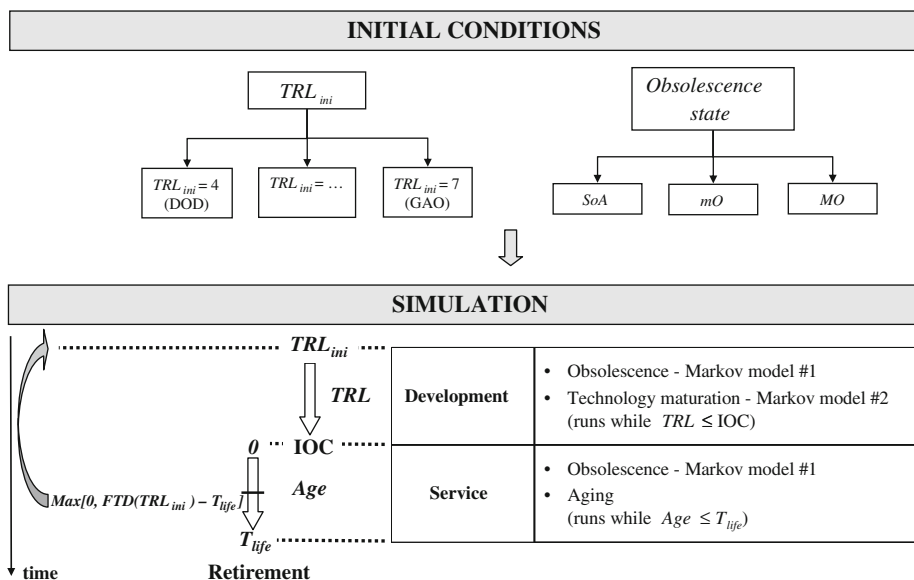 INITIAL CONDITIONS
TRL ini
Obsolescence
state
TRL ini = 4
(DOD)
TRL ini = ...
TRL ini = 7
(GAO)
SoA
mO
MO
SIMULATION
TRL ini
TRL
0
IOC
Age
Max[0, FTD(TRL ini) − T life]
T life
time
Retirement
Development
• Obsolescence - Markov model #1
• Technology maturation - Markov model #2
(runs while TRL ≤ IOC)
Service
• Obsolescence - Markov model #1
• Aging
(runs while Age ≤ T life)